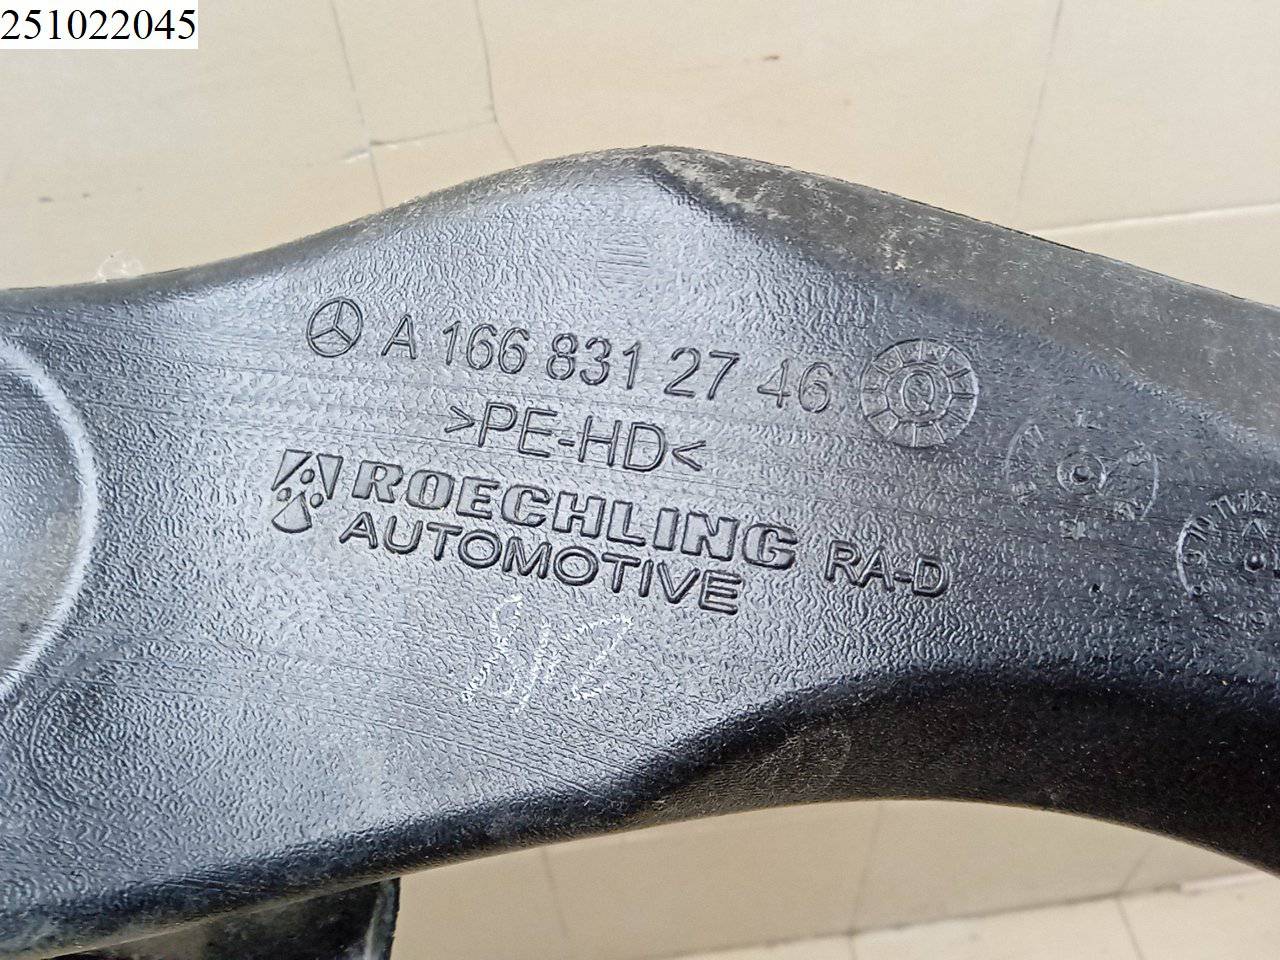 251022045
A 166 831 27 46
>PE-HD<
ROECHLING
AUTOMOTIVE RA-D